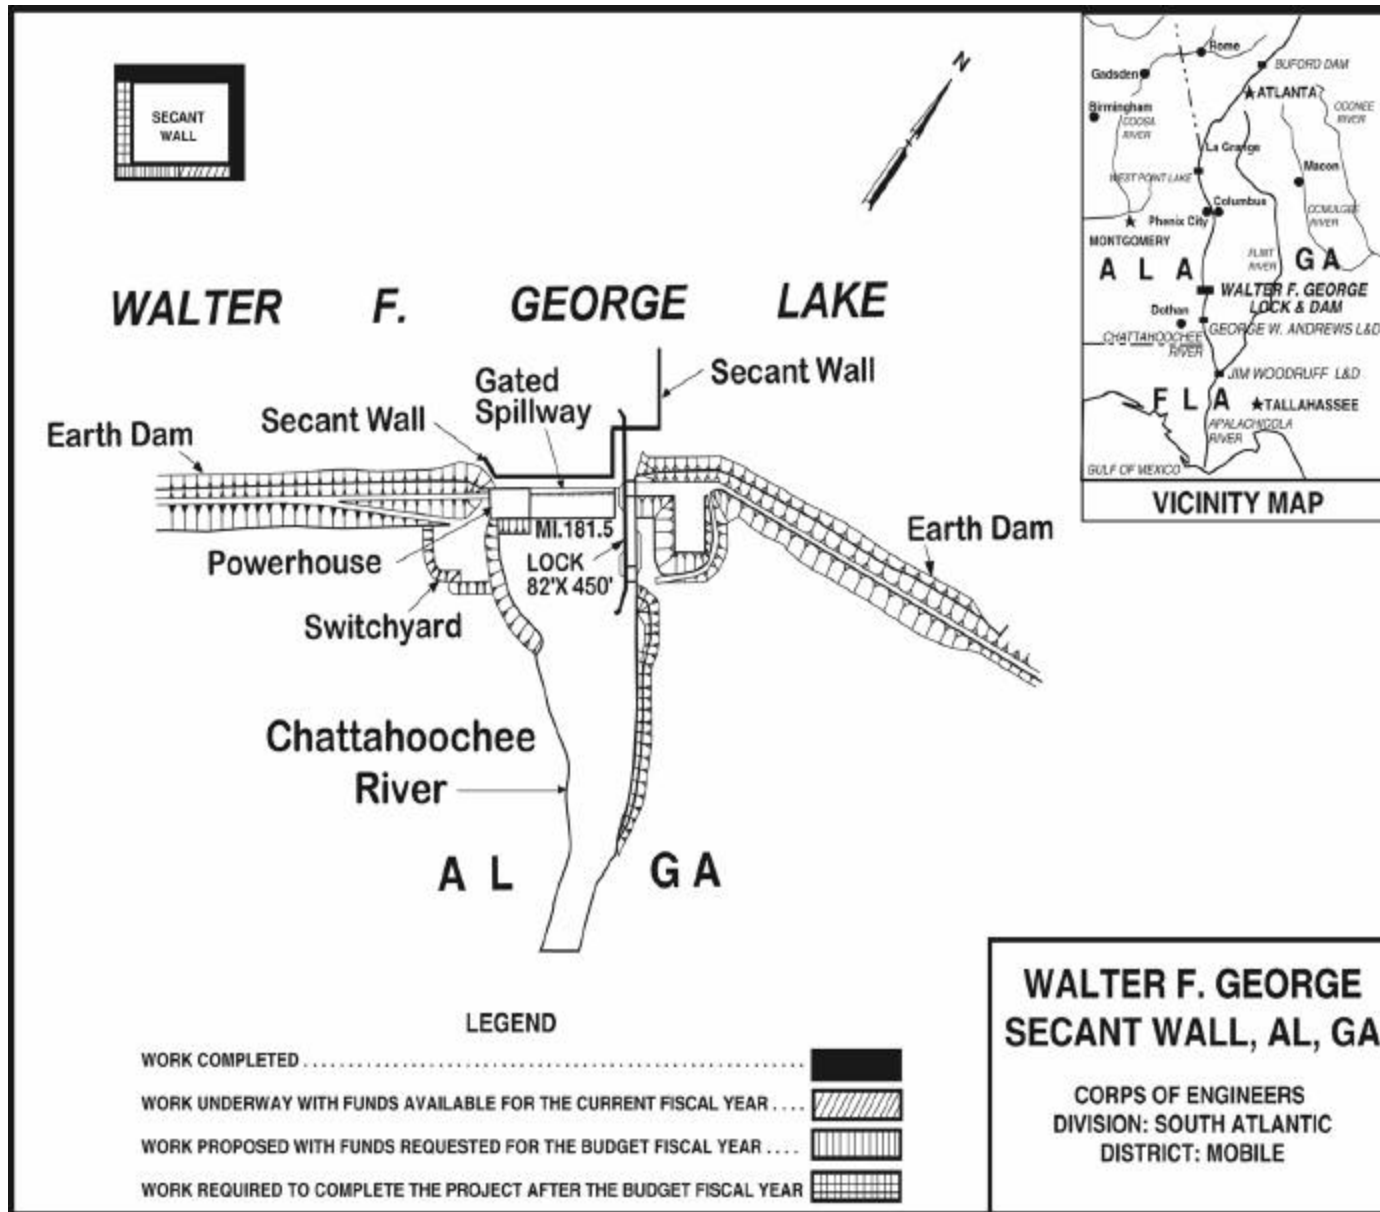 SECANT
WALL
N
WALTER F. GEORGE LAKE
Gated
Spillway
Secant Wall
Secant Wall
Earth Dam
Powerhouse
MI.181.5
LOCK
82'X 450'
Switchyard
Earth Dam
Chattahoochee
River
A L
G A
Rome
BUFORD DAM
Gadsden
ATLANTA
Birmingham
COOSA
RIVER
OCONEE
RIVER
La Grange
WEST POINT LAKE
Macon
Columbus
Phenix City
OCMULGEE
RIVER
MONTGOMERY
A L A
FLINT
RIVER
G A
WALTER F. GEORGE
LOCK & DAM
Dothan
GEORGE W. ANDREWS L&D
CHATTAHOOCHEE
RIVER
JIM WOODRUFF L&D
F L A
TALLAHASSEE
APALACHICOLA
RIVER
GULF OF MEXICO
VICINITY MAP
LEGEND
WORK COMPLETED
WORK UNDERWAY WITH FUNDS AVAILABLE FOR THE CURRENT FISCAL YEAR ....
WORK PROPOSED WITH FUNDS REQUESTED FOR THE BUDGET FISCAL YEAR ....
WORK REQUIRED TO COMPLETE THE PROJECT AFTER THE BUDGET FISCAL YEAR
WALTER F. GEORGE
SECANT WALL, AL, GA
CORPS OF ENGINEERS
DIVISION: SOUTH ATLANTIC
DISTRICT: MOBILE